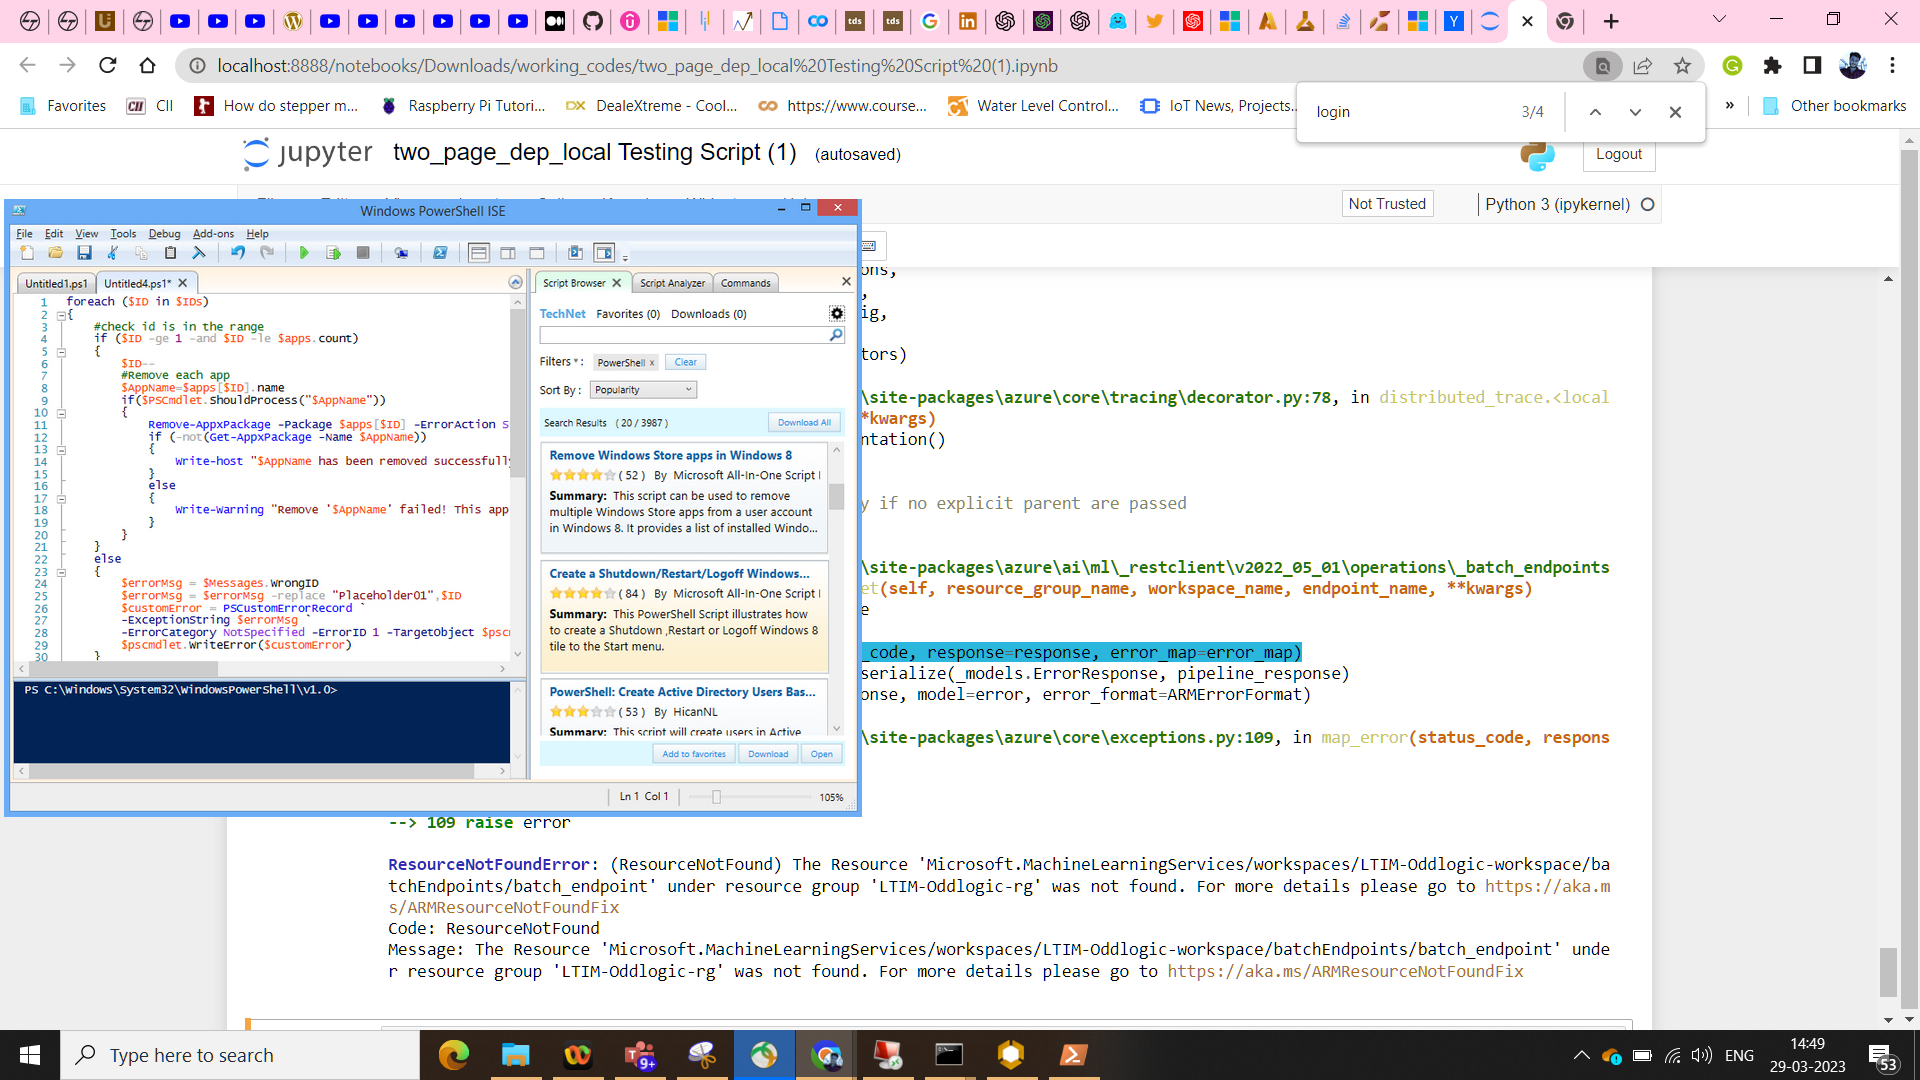 localhost:8888/notebooks/Downloads/working_codes/two_page_dep_local%20Testing%20Script%20(1).ipynb
Favorites CII How do stepper m... Raspberry Pi Tutori... DealeXtreme - Cool... https://www.course... Water Level Control... IoT News, Projects... » Other bookmarks
login 3/4
jupyter two_page_dep_local Testing Script (1) (autosaved)
Logout
Not Trusted Python 3 (ipykernel)
Windows PowerShell ISE
File Edit View Tools Debug Add-ons Help
Untitled1.ps1 Untitled4.ps1* X
1 foreach ($ID in $IDs)
2 {
3 #check id is in the range
4 if ($ID -ge 1 -and $ID -le $apps.count)
5 {
6 $ID--
7 #Remove each app
8 $AppName=$apps[$ID].name
9 if($PSCmdlet.ShouldProcess("$AppName"))
10 {
11 Remove-AppxPackage -Package $apps[$ID] -ErrorAction S
12 if (-not(Get-AppxPackage -Name $AppName))
13 {
14 Write-host "$AppName has been removed successfully
15 }
16 else
17 {
18 Write-Warning "Remove '$AppName' failed! This app
19 }
20 }
21 }
22 else
23 {
24 $errorMsg = $Messages.WrongID
25 $errorMsg = $errorMsg -replace "Placeholder01",$ID
26 $customError = PSCustomErrorRecord `
27 -ExceptionString $errorMsg `
28 -ErrorCategory NotSpecified -ErrorID 1 -TargetObject $pscm
29 $pscmdlet.WriteError($customError)
30 }
PS C:\Windows\System32\WindowsPowerShell\v1.0>
Script Browser X Script Analyzer Commands
TechNet Favorites (0) Downloads (0)
Filters * : PowerShell x Clear
Sort By : Popularity
Search Results ( 20 / 3987 ) Download All
Remove Windows Store apps in Windows 8
( 52 ) By Microsoft All-In-One Script
Summary: This script can be used to remove
multiple Windows Store apps from a user account
in Windows 8. It provides a list of installed Windo...
Create a Shutdown/Restart/Logoff Windows...
( 84 ) By Microsoft All-In-One Script
Summary: This PowerShell Script illustrates how
to create a Shutdown ,Restart or Logoff Windows 8
tile to the Start menu.
PowerShell: Create Active Directory Users Bas...
( 53 ) By HicanNL
Summary: This script will create users in Active
Add to favorites Download Open
Ln 1 Col 1 105%
ons,
,
ig,
tors)
\site-packages\azure\core\tracing\decorator.py:78, in distributed_trace.<local
*kwargs)
ntation()
y if no explicit parent are passed
\site-packages\azure\ai\ml\_restclient\v2022_05_01\operations\_batch_endpoints
et(self, resource_group_name, workspace_name, endpoint_name, **kwargs)
e
_code, response=response, error_map=error_map)
serialize(_models.ErrorResponse, pipeline_response)
onse, model=error, error_format=ARMErrorFormat)
\site-packages\azure\core\exceptions.py:109, in map_error(status_code, respons
--> 109 raise error
ResourceNotFoundError: (ResourceNotFound) The Resource 'Microsoft.MachineLearningServices/workspaces/LTIM-Oddlogic-workspace/ba
tchEndpoints/batch_endpoint' under resource group 'LTIM-Oddlogic-rg' was not found. For more details please go to https://aka.m
s/ARMResourceNotFoundFix
Code: ResourceNotFound
Message: The Resource 'Microsoft.MachineLearningServices/workspaces/LTIM-Oddlogic-workspace/batchEndpoints/batch_endpoint' unde
r resource group 'LTIM-Oddlogic-rg' was not found. For more details please go to https://aka.ms/ARMResourceNotFoundFix
Type here to search
ENG
14:49
29-03-2023
53